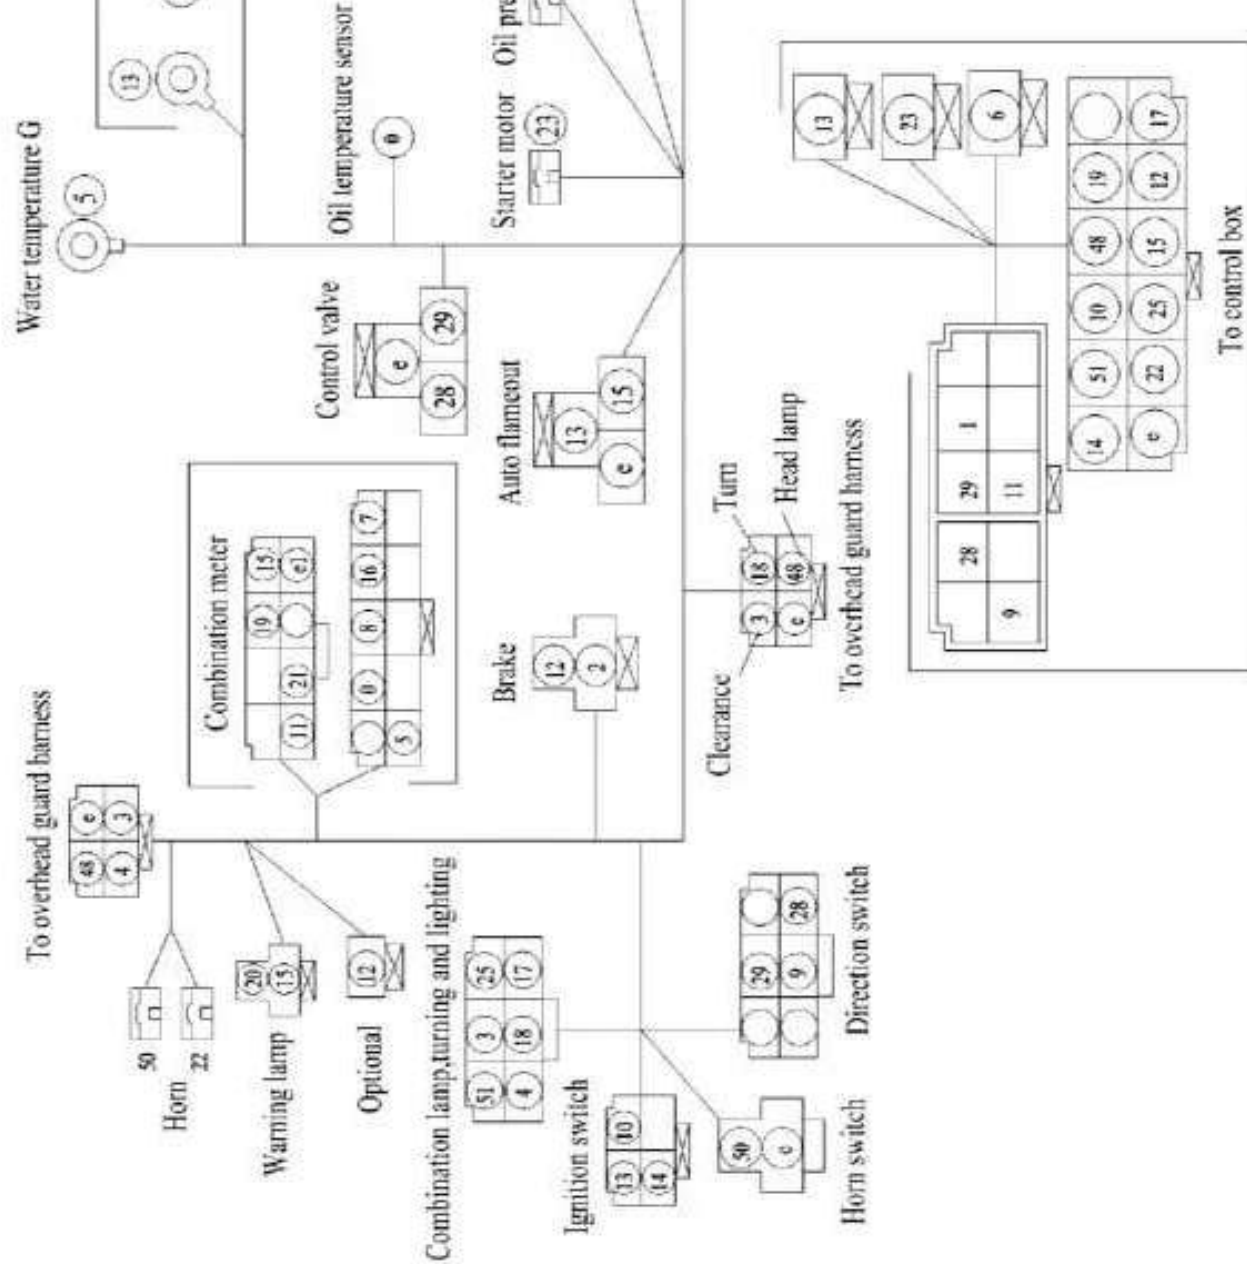 Water temperature G
5
13
Oil temperature sensor
θ
Starter motor
23
Oil pre
Control valve
e
28 29
Auto flameout
13
e 15
13
23
6
14 51 10 48 19
e 22 25 15 12 17
To control box
28 29 1
9 11
To overhead guard harness
48 e
4 3
Combination meter
19 15
11 21 e1
θ 8 16 7
5
Brake
12
2
Turn
Clearance
3 18
e 48
Head lamp
To overhead guard harness
50
Horn
22
Warning lamp
20
15
Optional
12
Combination lamp,turning and lighting
51 3 25
4 18 17
Ignition switch
13 10
14
Horn switch
50
e
Direction switch
29
9 28